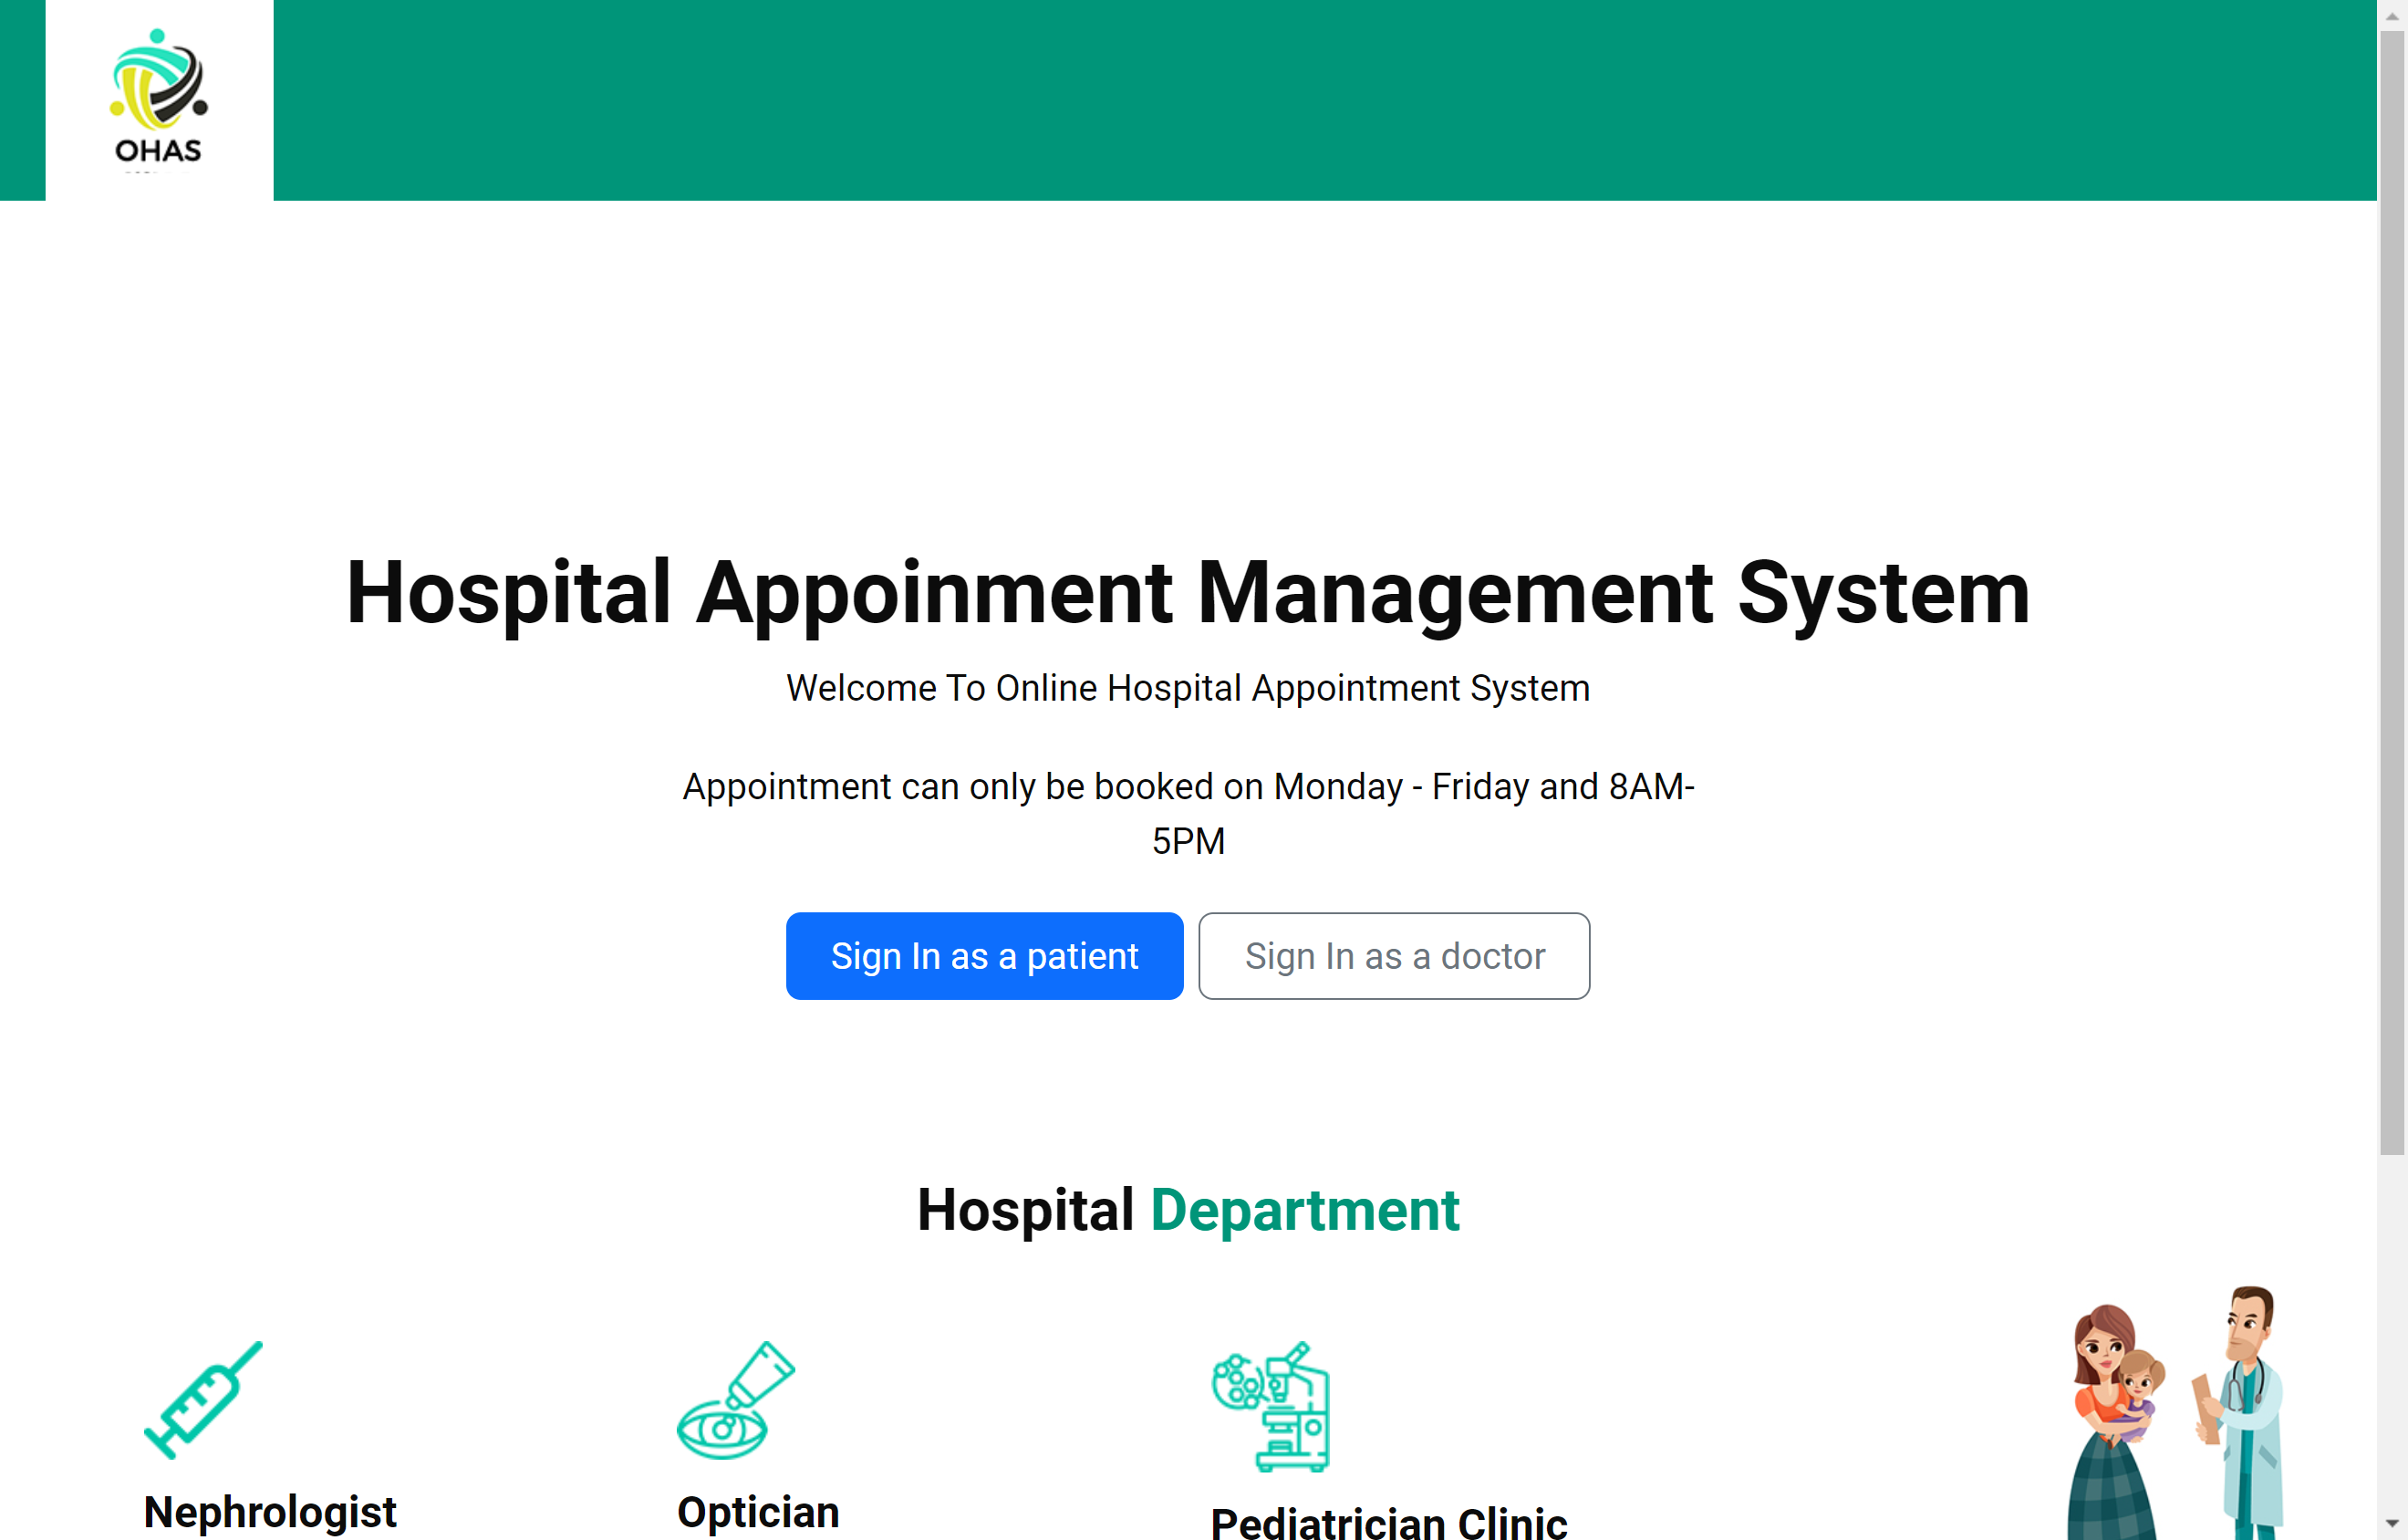 OHAS
Hospital Appoinment Management System
Welcome To Online Hospital Appointment System
Appointment can only be booked on Monday - Friday and 8AM-
5PM
Sign In as a patient
Sign In as a doctor
Hospital Department
Nephrologist
Optician
Pediatrician Clinic